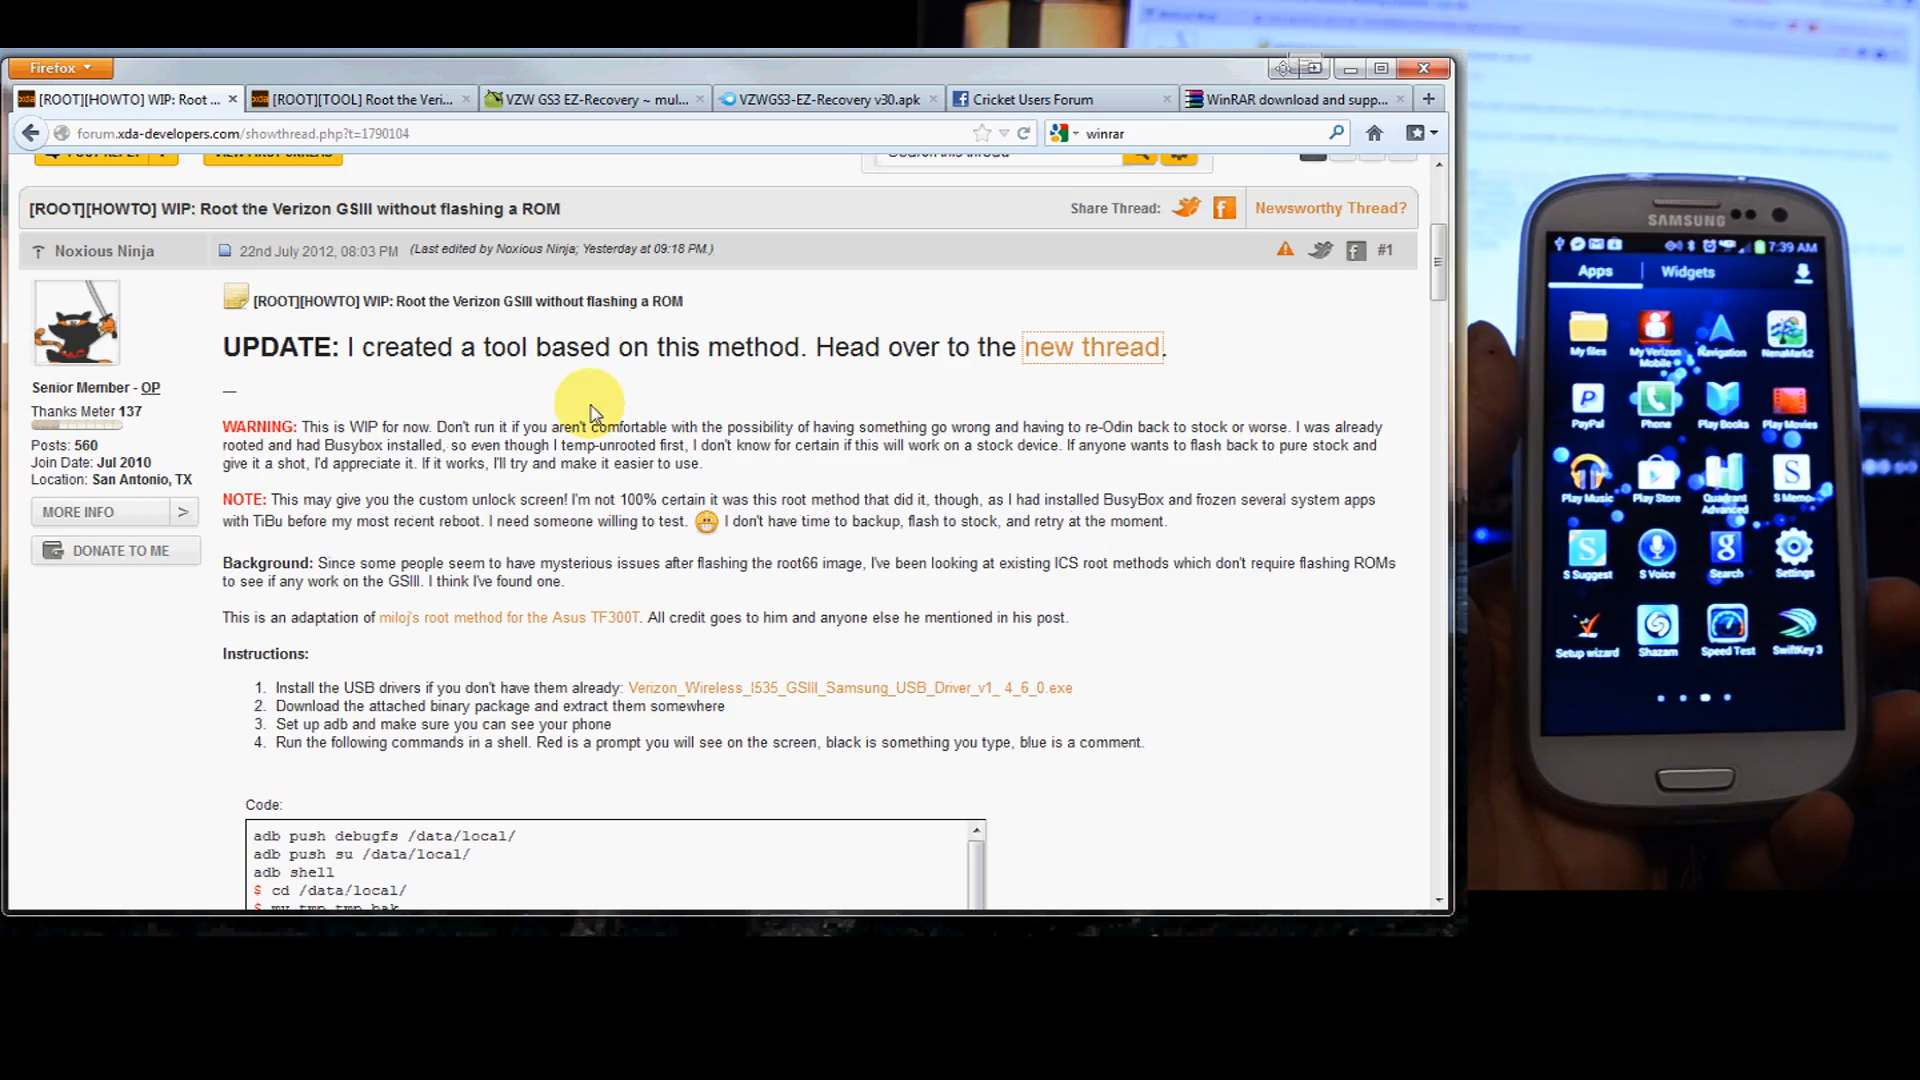 Firefox
[ROOT][HOWTO] WIP: Root ...
[ROOT][TOOL] Root the Veri...
VZW GS3 EZ-Recovery ~ mul...
VZWGS3-EZ-Recovery v30.apk
Cricket Users Forum
WinRAR download and supp...
forum.xda-developers.com/showthread.php?t=1790104
winrar
[ROOT][HOWTO] WIP: Root the Verizon GSIII without flashing a ROM
Share Thread:
Newsworthy Thread?
Noxious Ninja
22nd July 2012, 08:03 PM
(Last edited by Noxious Ninja; Yesterday at 09:18 PM.)
#1
[ROOT][HOWTO] WIP: Root the Verizon GSIII without flashing a ROM
UPDATE: I created a tool based on this method. Head over to the new thread.
Senior Member - OP
Thanks Meter 137
Posts: 560
Join Date: Jul 2010
Location: San Antonio, TX
MORE INFO >
DONATE TO ME
—
WARNING: This is WIP for now. Don't run it if you aren't comfortable with the possibility of having something go wrong and having to re-Odin back to stock or worse. I was already
rooted and had Busybox installed, so even though I temp-unrooted first, I don't know for certain if this will work on a stock device. If anyone wants to flash back to pure stock and
give it a shot, I'd appreciate it. If it works, I'll try and make it easier to use.
NOTE: This may give you the custom unlock screen! I'm not 100% certain it was this root method that did it, though, as I had installed BusyBox and frozen several system apps
with TiBu before my most recent reboot. I need someone willing to test. I don't have time to backup, flash to stock, and retry at the moment.
Background: Since some people seem to have mysterious issues after flashing the root66 image, I've been looking at existing ICS root methods which don't require flashing ROMs
to see if any work on the GSIII. I think I've found one.
This is an adaptation of miloj's root method for the Asus TF300T. All credit goes to him and anyone else he mentioned in his post.
Instructions:
1. Install the USB drivers if you don't have them already: Verizon_Wireless_I535_GSIII_Samsung_USB_Driver_v1_ 4_6_0.exe
2. Download the attached binary package and extract them somewhere
3. Set up adb and make sure you can see your phone
4. Run the following commands in a shell. Red is a prompt you will see on the screen, black is something you type, blue is a comment.
Code:
adb push debugfs /data/local/
adb push su /data/local/
adb shell
$ cd /data/local/
$ mv tmp tmp.bak
SAMSUNG
7:39 AM
Apps
Widgets
My files
My Verizon Mobile
Navigation
NenaMark2
PayPal
Phone
Play Books
Play Movies
Play Music
Play Store
Quadrant Advanced
S Memo
S Suggest
S Voice
Search
Settings
Setup wizard
Shazam
Speed Test
SwiftKey 3